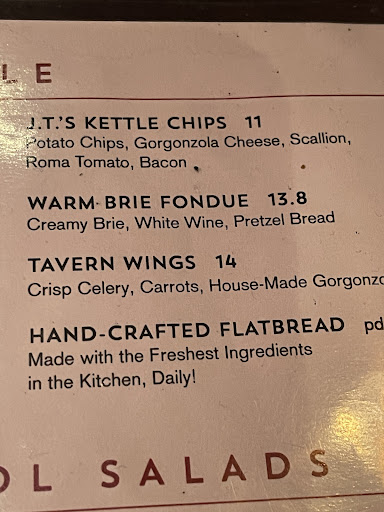 LE
J.T.'S KETTLE CHIPS 11
Potato Chips, Gorgonzola Cheese, Scallion,
Roma Tomato, Bacon
WARM BRIE FONDUE 13.8
Creamy Brie, White Wine, Pretzel Bread
TAVERN WINGS 14
Crisp Celery, Carrots, House-Made Gorgonzo
HAND-CRAFTED FLATBREAD pd
Made with the Freshest Ingredients
in the Kitchen, Daily!
OL SALADS